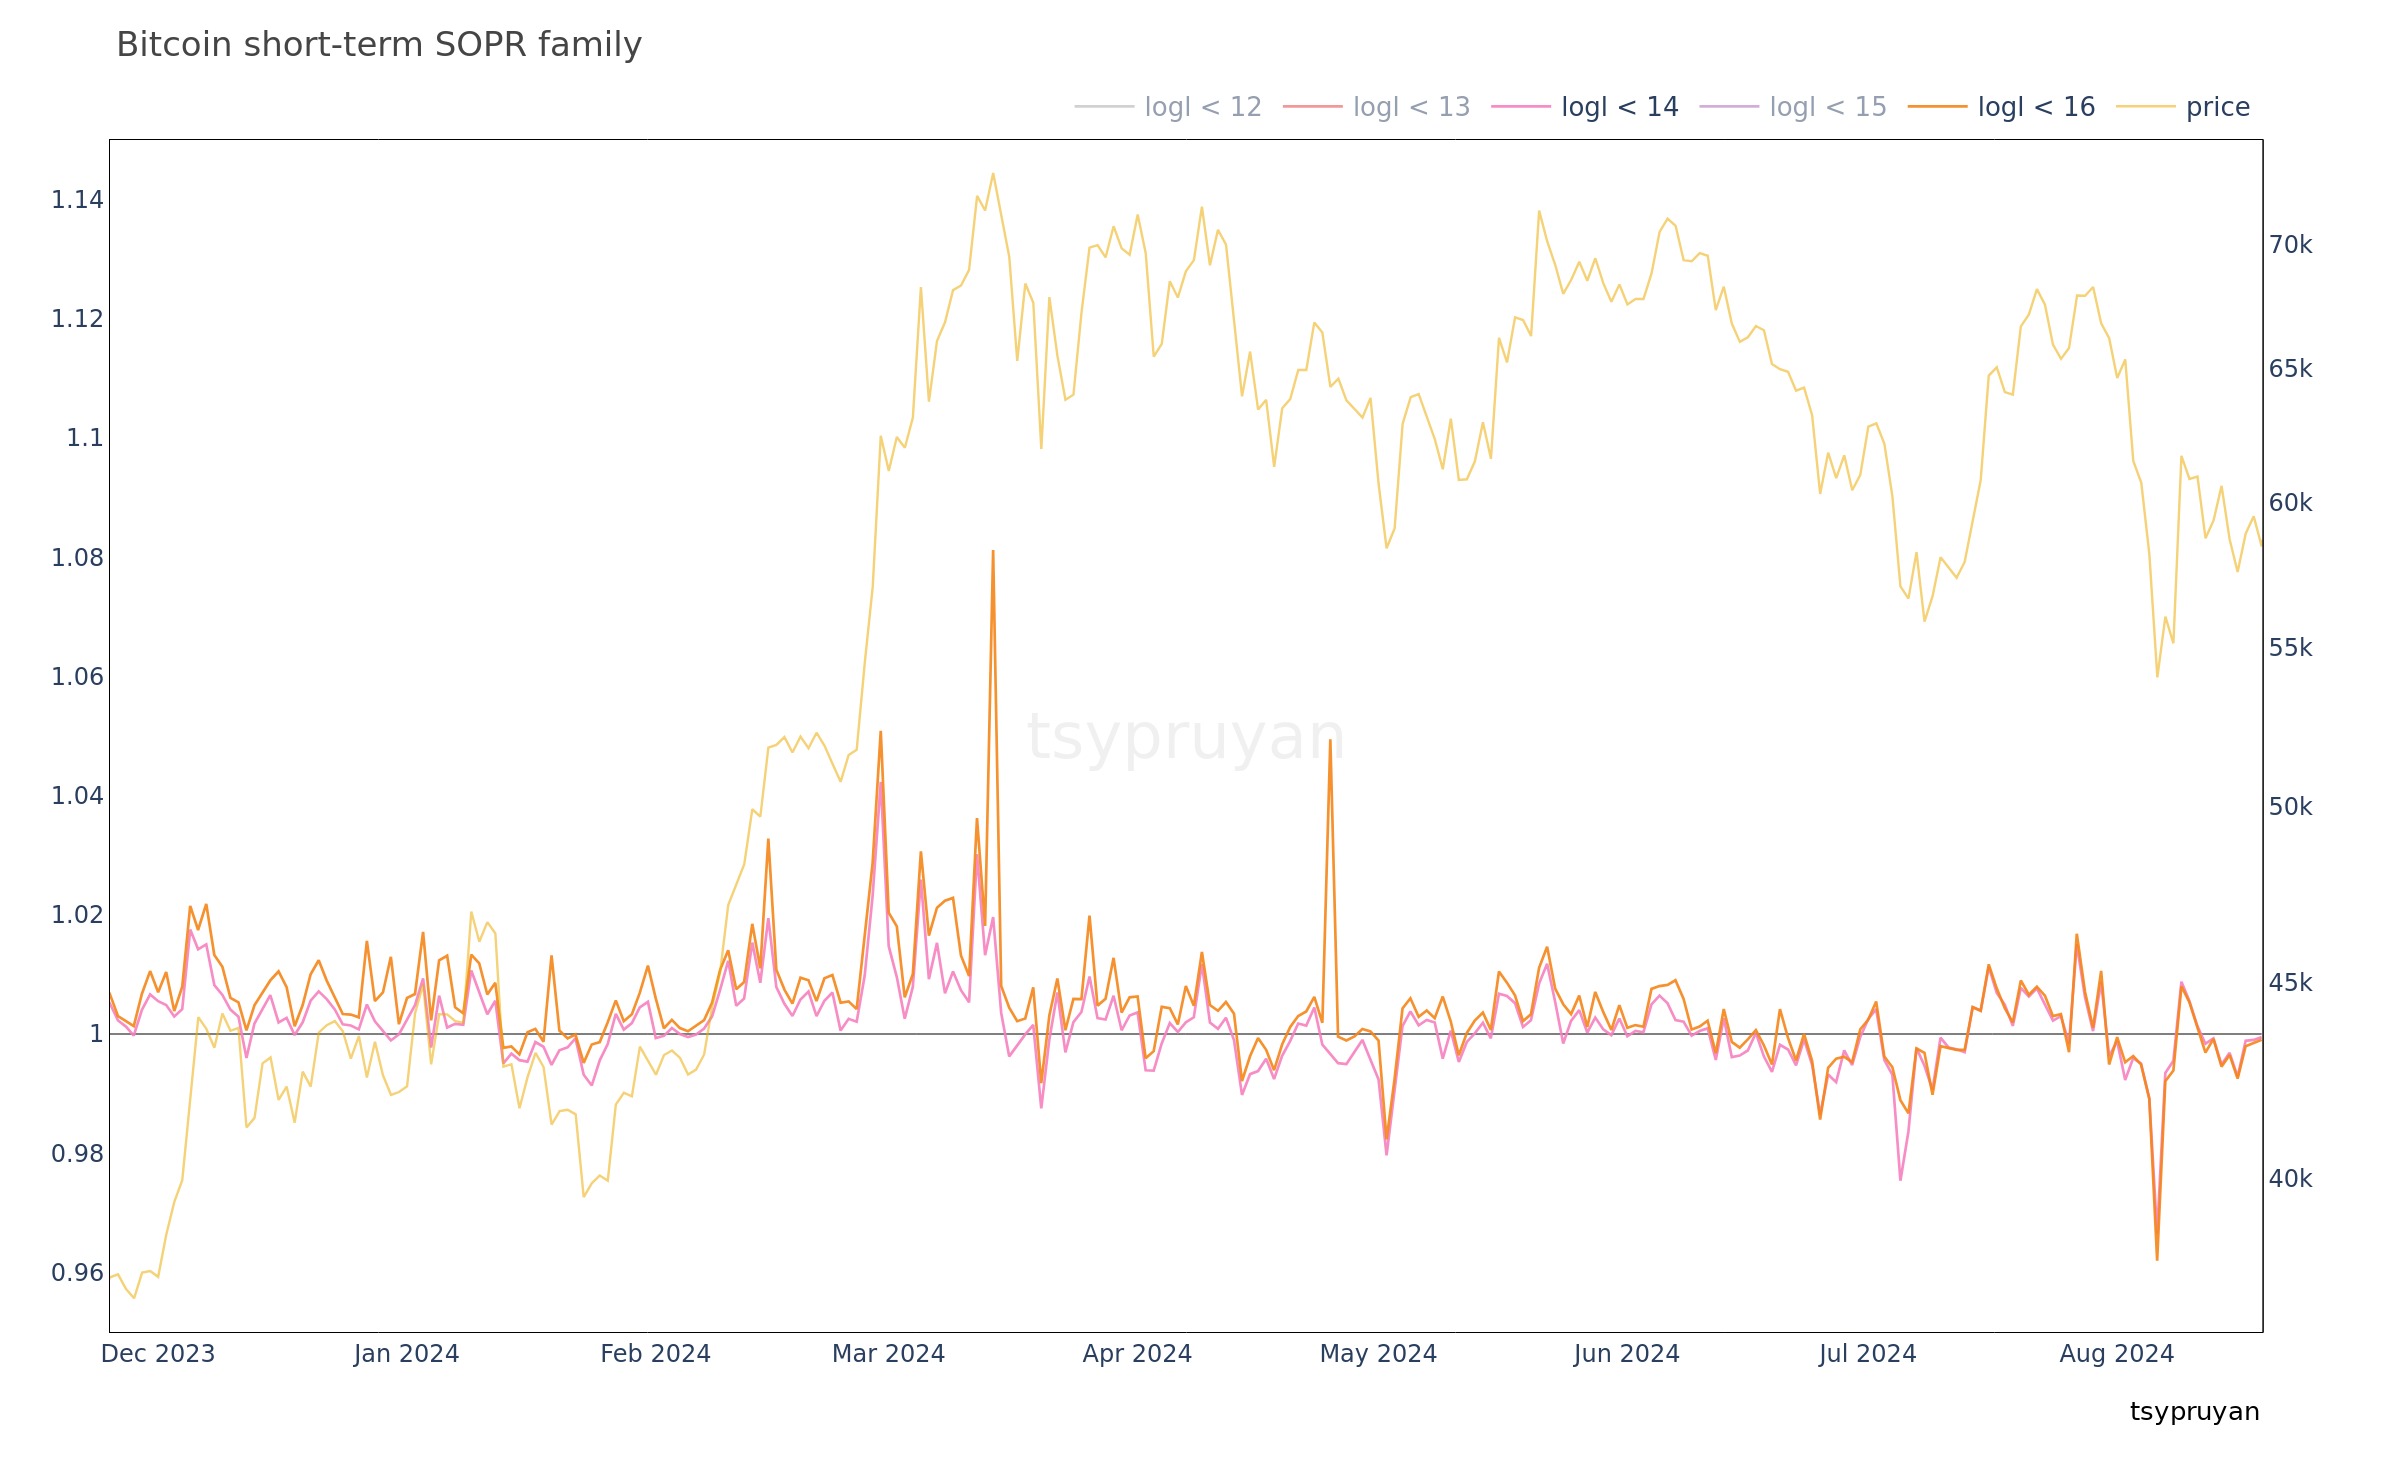 Bitcoin short-term SOPR family
logl < 12 logl < 13 logl < 14 logl < 15 logl < 16 price
1.14
1.12
1.1
1.08
1.06
1.04
1.02
1
0.98
0.96
70k
65k
60k
55k
50k
45k
40k
tsypruyan
Dec 2023 Jan 2024 Feb 2024 Mar 2024 Apr 2024 May 2024 Jun 2024 Jul 2024 Aug 2024
tsypruyan